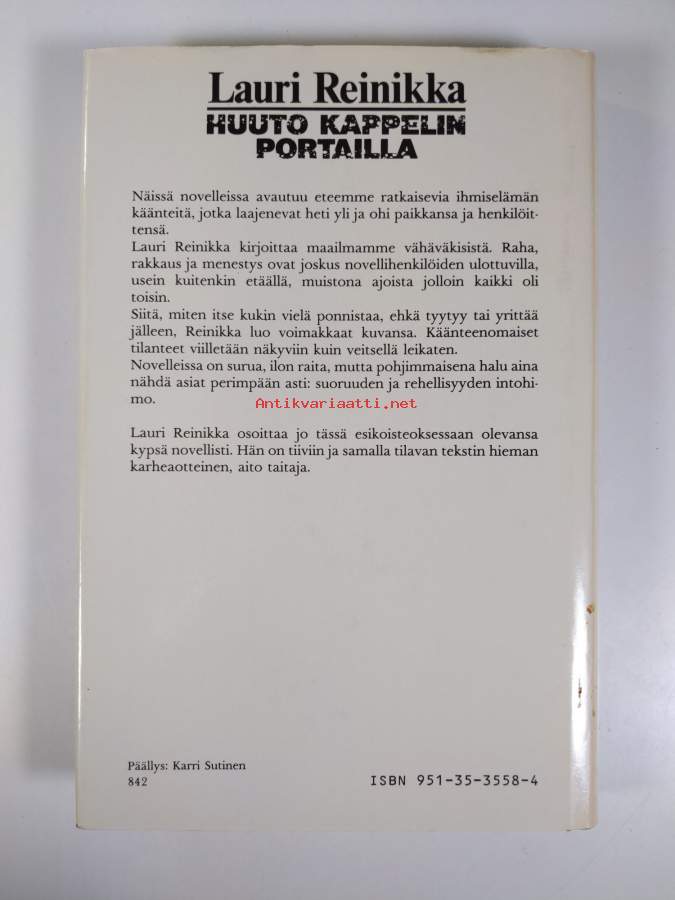 Lauri Reinikka
HUUTO KAPPELIN
PORTAILLA
Näissä novelleissa avautuu eteemme ratkaisevia ihmiselämän
käänteitä, jotka laajenevat heti yli ja ohi paikkansa ja henkilöit-
tensä.
Lauri Reinikka kirjoittaa maailmamme vähäväkisistä. Raha,
rakkaus ja menestys ovat joskus novellihenkilöiden ulottuvilla,
usein kuitenkin etäällä, muistona ajoista jolloin kaikki oli
toisin.
Siitä, miten itse kukin vielä ponnistaa, ehkä tyytyy tai yrittää
jälleen, Reinikka luo voimakkaat kuvansa. Käänteenomaiset
tilanteet viilletään näkyviin kuin veitsellä leikaten.
Novelleissa on surua, ilon raita, mutta pohjimmaisena halu aina
nähdä asiat perimpään asti: suoruuden ja rehellisyyden intohi-
mo.
Antikvariaatti.net
Lauri Reinikka osoittaa jo tässä esikoisteoksessaan olevansa
kypsä novellisti. Hän on tiiviin ja samalla tilavan tekstin hieman
karheaotteinen, aito taitaja.
Päällys: Karri Sutinen
842
ISBN 951-35-3558-4